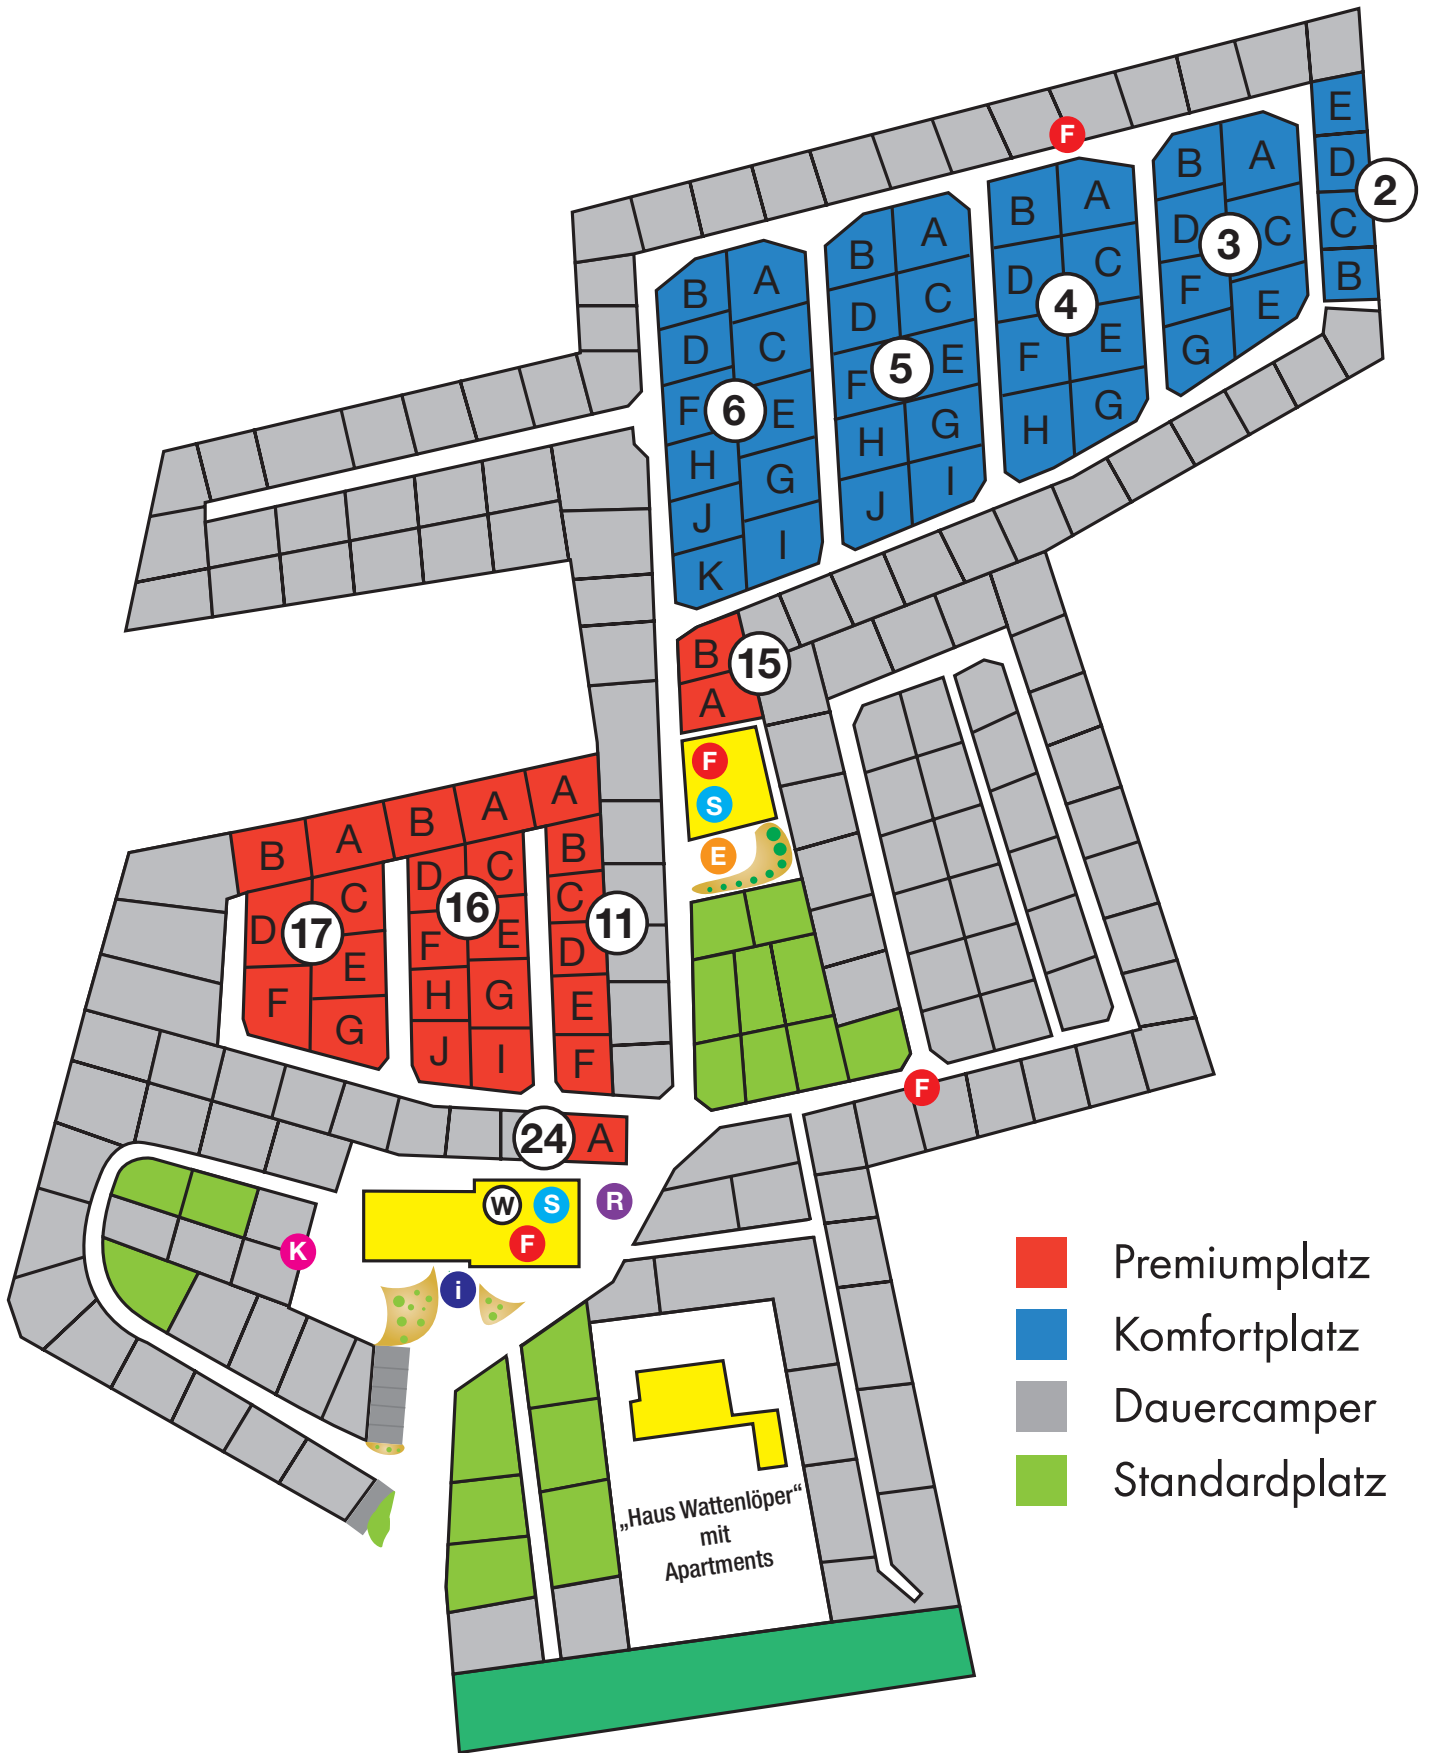 F
E
D
C
B
2
B
A
D
C
F
E
G
3
B
A
D
C
F
E
H
G
4
B
A
D
C
F
E
H
G
J
I
5
B
A
D
C
F
E
H
G
J
I
K
6
B
A
15
F
S
E
B
A
B
A
A
D
C
E
F
G
17
D
C
F
E
H
G
J
I
16
B
C
D
E
F
11
24
A
F
W
S
F
R
K
i
Premiumplatz
Komfortplatz
Dauercamper
Standardplatz
„Haus Wattenlöper“
mit
Apartments